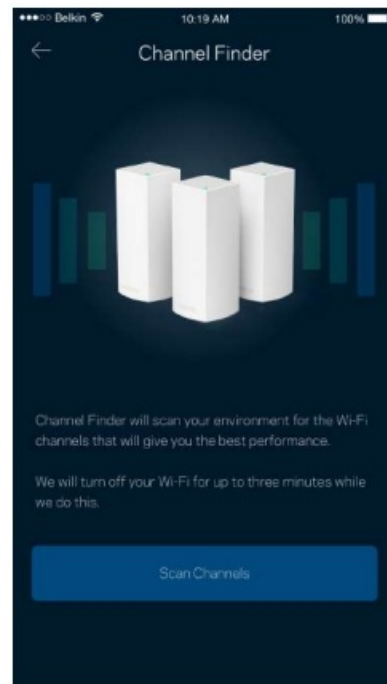 Belkin 10:19 AM 100%
Channel Finder
Channel Finder will scan your environment for the Wi-Fi
channels that will give you the best performance.
We will turn off your Wi-Fi for up to three minutes while
we do this.
Scan Channels